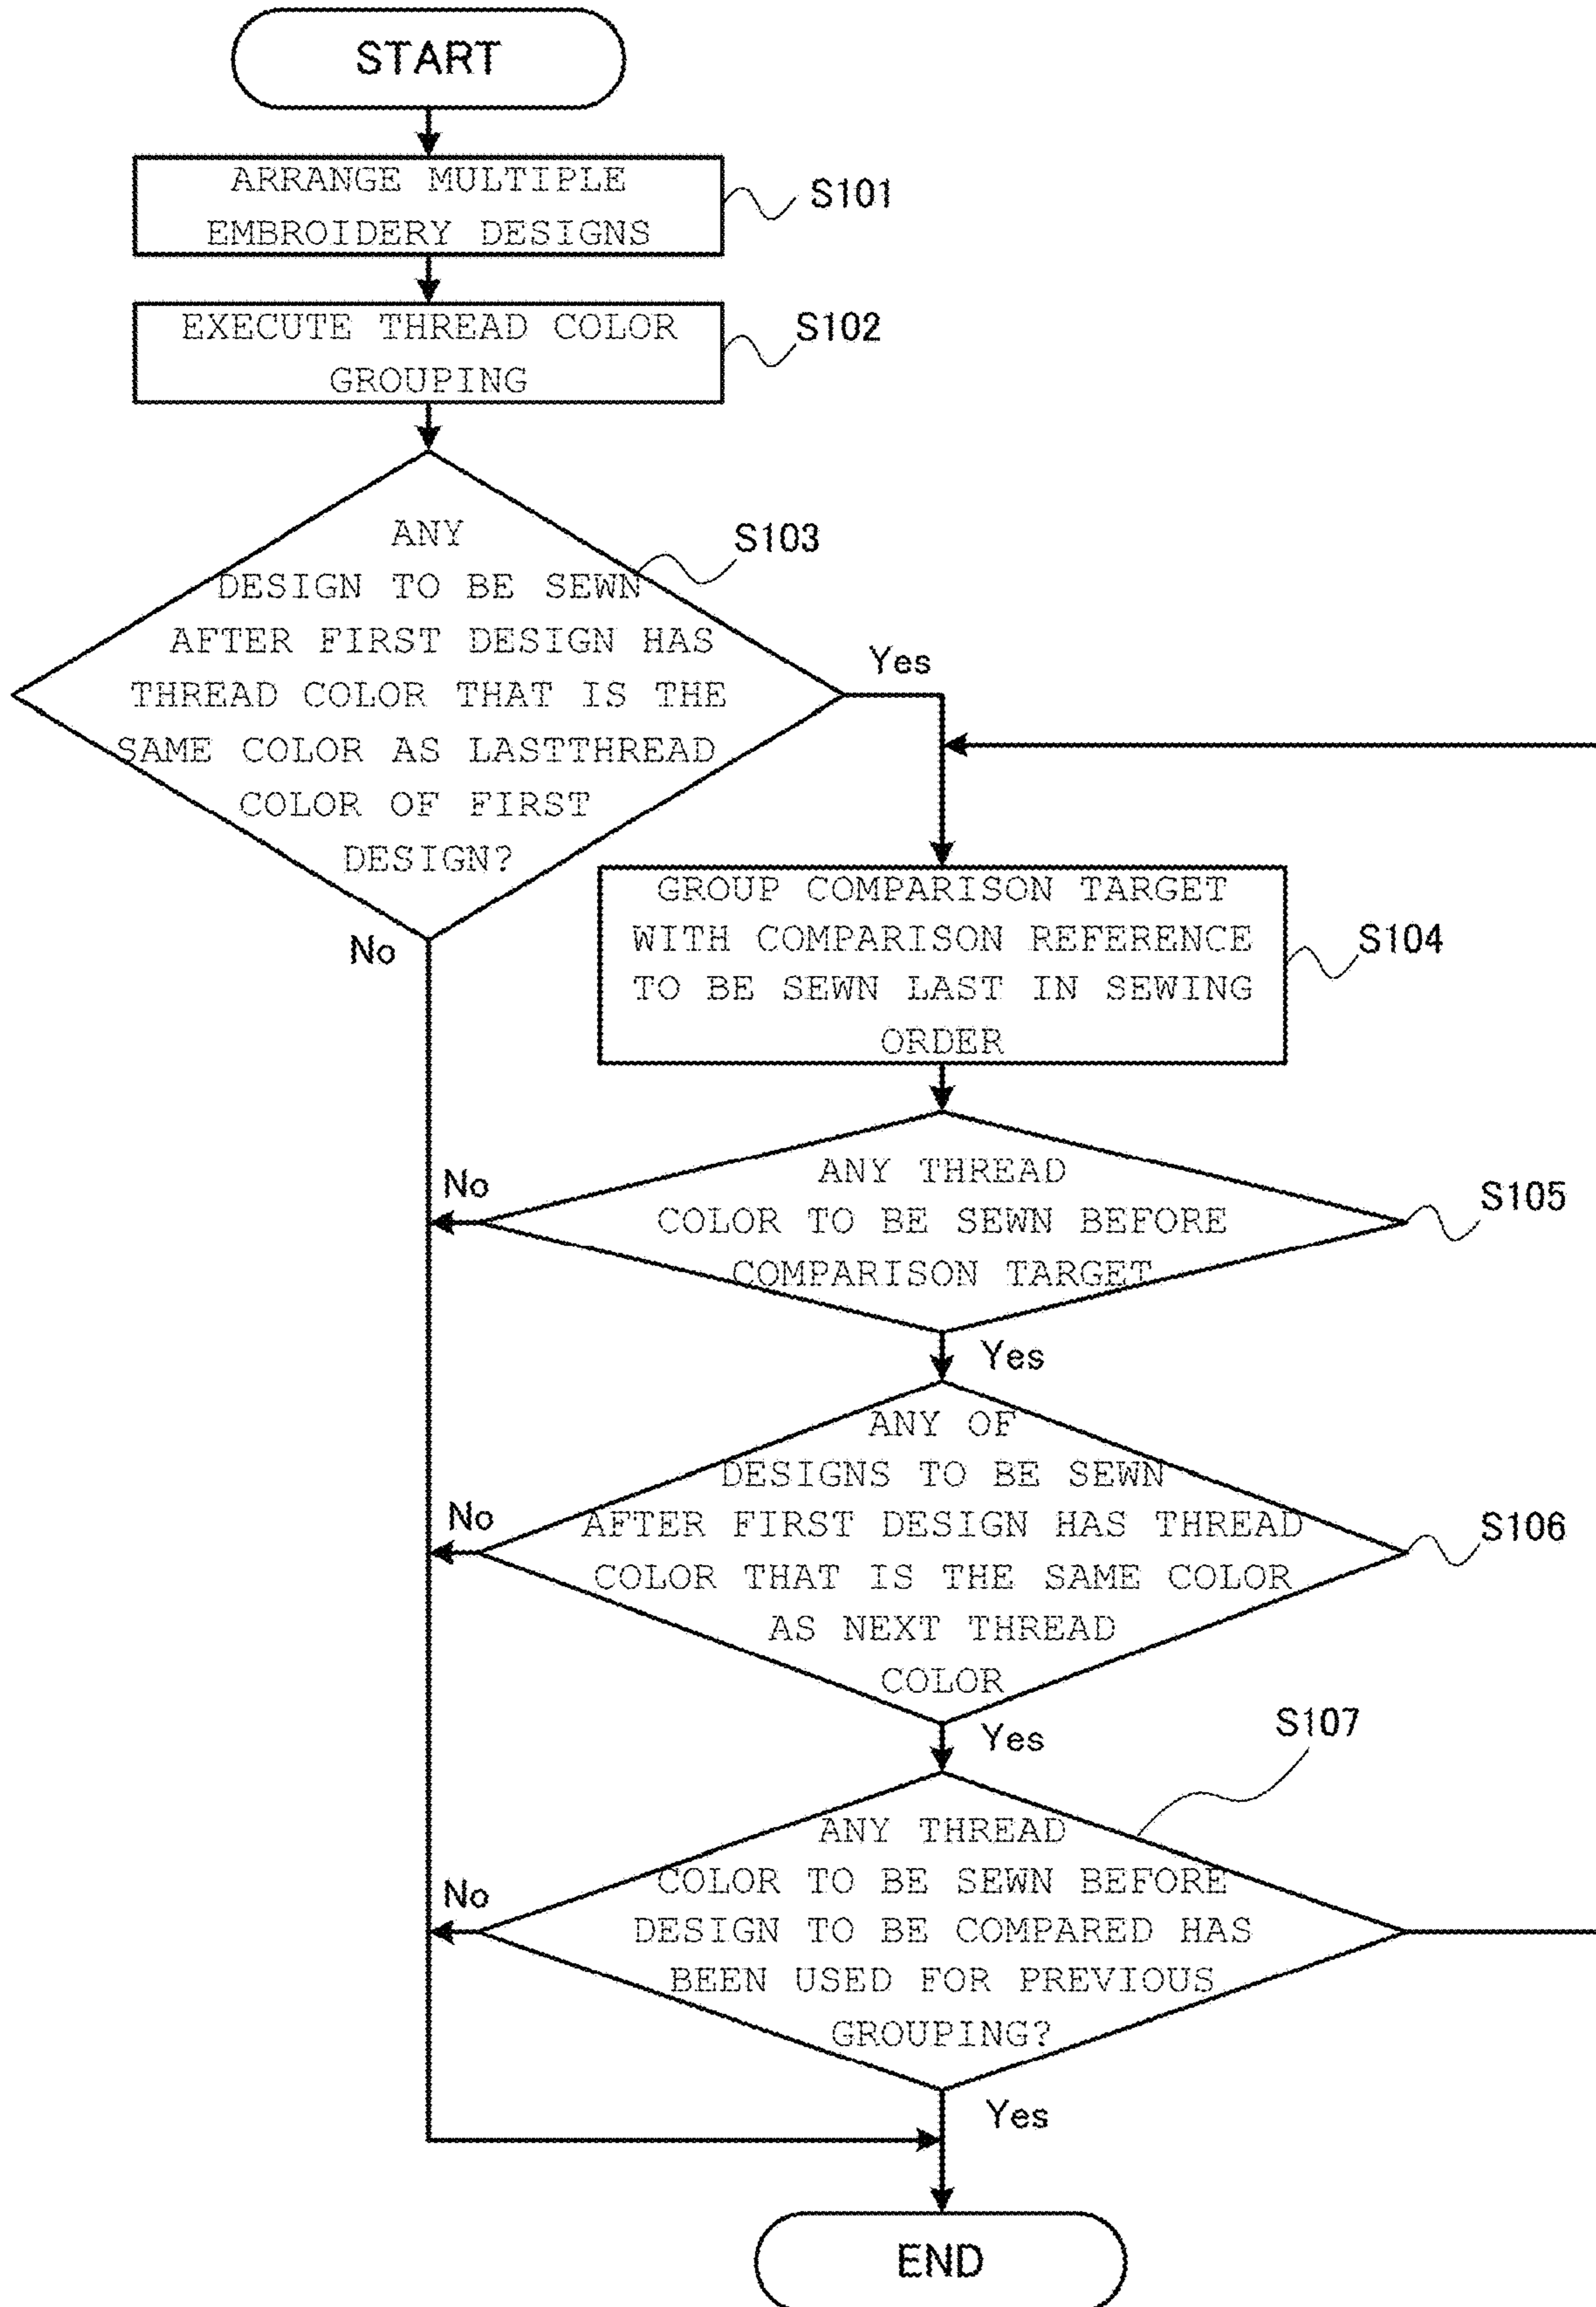 START
ARRANGE MULTIPLE
EMBROIDERY DESIGNS
S101
EXECUTE THREAD COLOR
GROUPING
S102
ANY
DESIGN TO BE SEWN
AFTER FIRST DESIGN HAS
THREAD COLOR THAT IS THE
SAME COLOR AS LASTTHREAD
COLOR OF FIRST
DESIGN?
S103
Yes
No
GROUP COMPARISON TARGET
WITH COMPARISON REFERENCE
TO BE SEWN LAST IN SEWING
ORDER
S104
ANY THREAD
COLOR TO BE SEWN BEFORE
COMPARISON TARGET
S105
No
Yes
ANY OF
DESIGNS TO BE SEWN
AFTER FIRST DESIGN HAS THREAD
COLOR THAT IS THE SAME COLOR
AS NEXT THREAD
COLOR
S106
No
Yes
S107
ANY THREAD
COLOR TO BE SEWN BEFORE
DESIGN TO BE COMPARED HAS
BEEN USED FOR PREVIOUS
GROUPING?
No
Yes
END